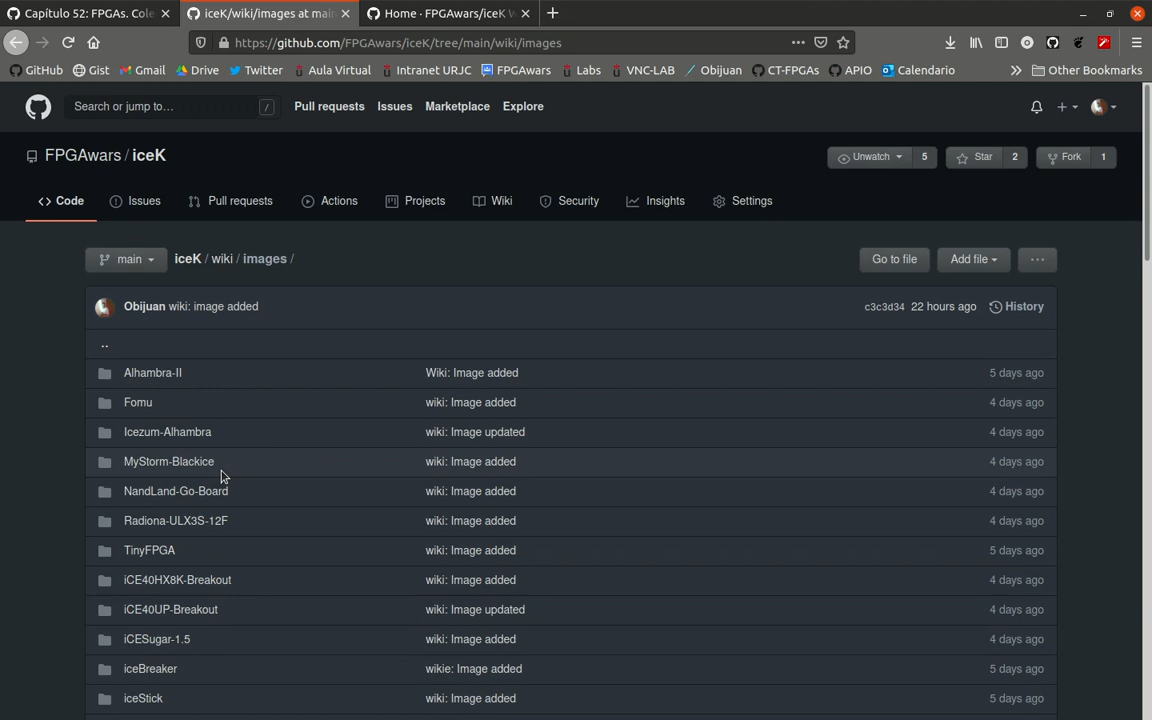 Capítulo 52: FPGAs. Cole
iceK/wiki/images at main
Home · FPGAwars/iceK W
https://github.com/FPGAwars/iceK/tree/main/wiki/images
GitHub Gist Gmail Drive Twitter Aula Virtual Intranet URJC FPGAwars Labs VNC-LAB Obijuan CT-FPGAs APIO Calendario Other Bookmarks
Search or jump to… / Pull requests Issues Marketplace Explore
FPGAwars / iceK Unwatch 5 Star 2 Fork 1
Code Issues Pull requests Actions Projects Wiki Security Insights Settings
main iceK / wiki / images / Go to file Add file ···
Obijuan wiki: image added c3c3d34 22 hours ago History
..
Alhambra-II Wiki: Image added 5 days ago
Fomu wiki: Image added 4 days ago
Icezum-Alhambra wiki: Image updated 4 days ago
MyStorm-Blackice wiki: Image added 4 days ago
NandLand-Go-Board wiki: Image added 4 days ago
Radiona-ULX3S-12F wiki: Image added 4 days ago
TinyFPGA wiki: Image added 5 days ago
iCE40HX8K-Breakout wiki: Image added 4 days ago
iCE40UP-Breakout wiki: Image updated 4 days ago
iCESugar-1.5 wiki: Image added 4 days ago
iceBreaker wikie: Image added 5 days ago
iceStick wiki: Image added 5 days ago